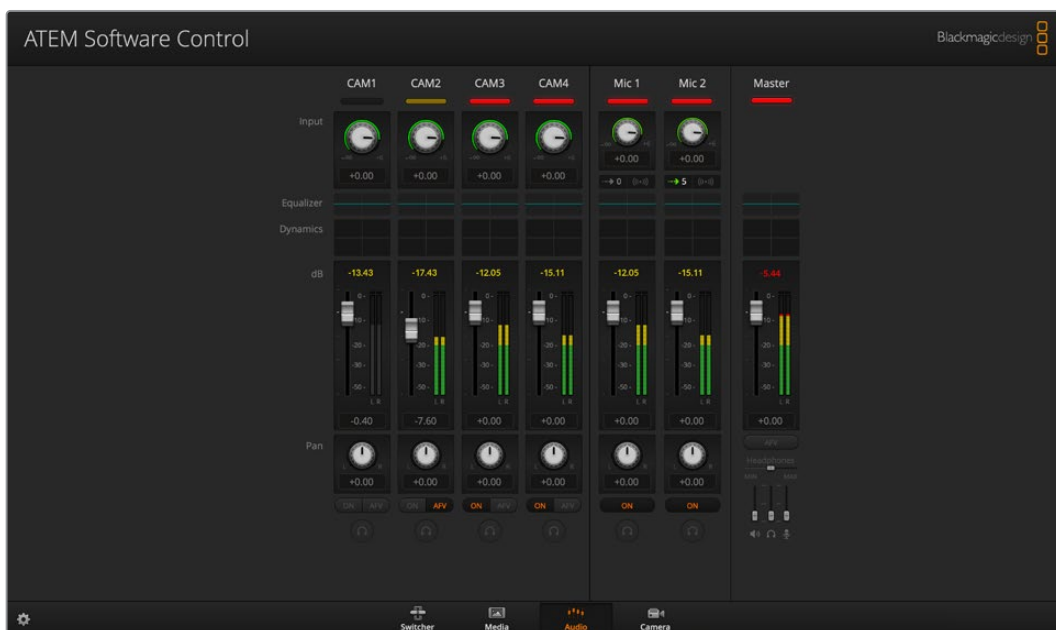 ATEM Software Control
Blackmagicdesign
CAM1 CAM2 CAM3 CAM4 Mic 1 Mic 2 Master
Input
+0.00 +0.00
+0.00 +0.00 +0.00 +0.00
0 5
Equalizer
Dynamics
dB -13.43 -17.43 -12.05 -15.11 -12.05 -15.11 -5.44
L R L R L R L R L R L R L R
-0.40 -7.60 +0.00 +0.00 +0.00 +0.00 +0.00
Pan
AFV
Headphones
+0.00 +0.00 +0.00 +0.00 +0.00 +0.00
ON AFV ON AFV ON AFV ON AFV ON ON
Switcher Media Audio Camera